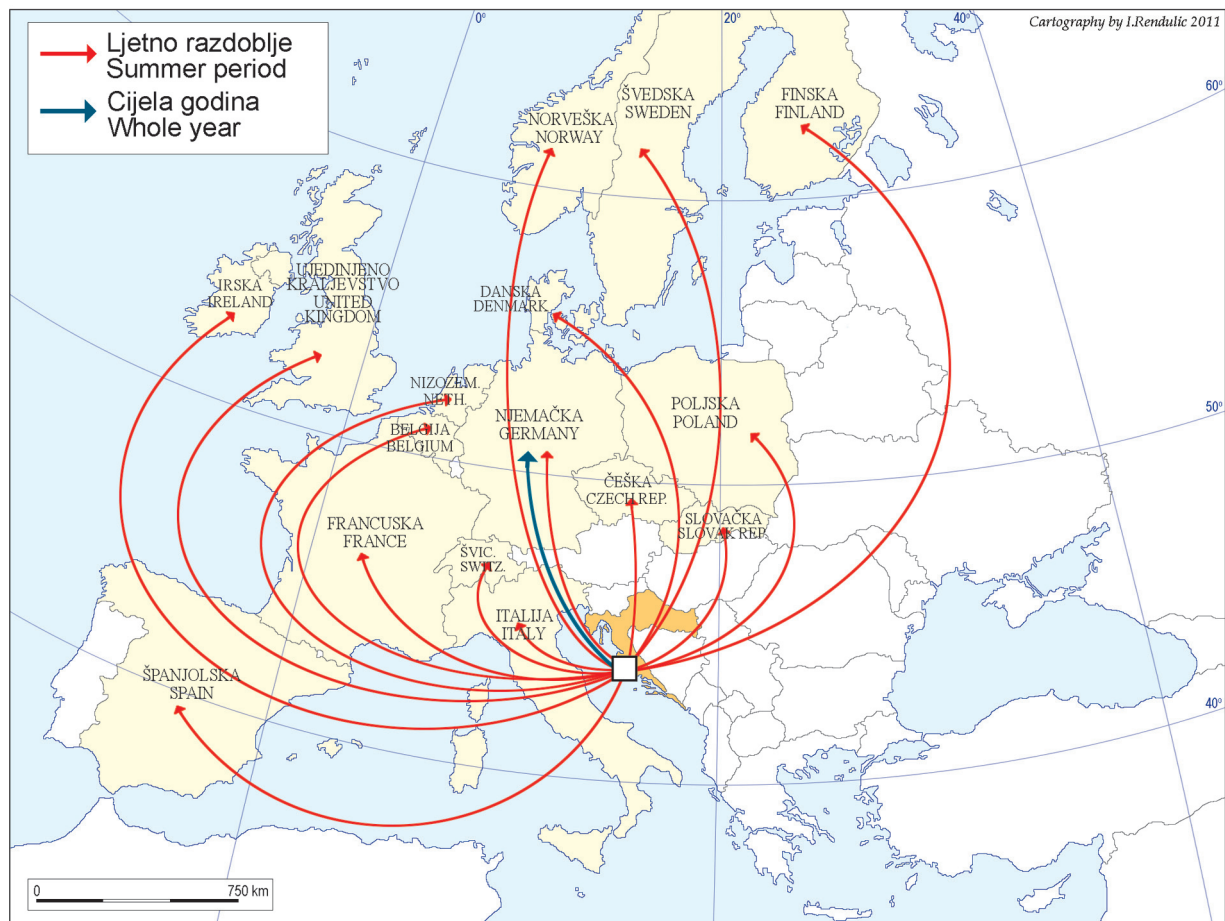 Ljetno razdoblje
Summer period
Cijela godina
Whole year
0°
20°
40°
Cartography by I.Rendulic 2011
60°
50°
40°
NORVEŠKA
NORWAY
ŠVEDSKA
SWEDEN
FINSKA
FINLAND
IRSKA
IRELAND
UJEDINJENO
KRALJEVSTVO
UNITED
KINGDOM
DANSKA
DENMARK
NIZOZEM.
NETH.
BELGIJA
BELGIUM
NJEMAČKA
GERMANY
POLJSKA
POLAND
ČEŠKA
CZECH REP.
SLOVAČKA
SLOVAK REP.
FRANCUSKA
FRANCE
ŠVIC.
SWITZ.
ITALIJA
ITALY
ŠPANJOLSKA
SPAIN
0 750 km